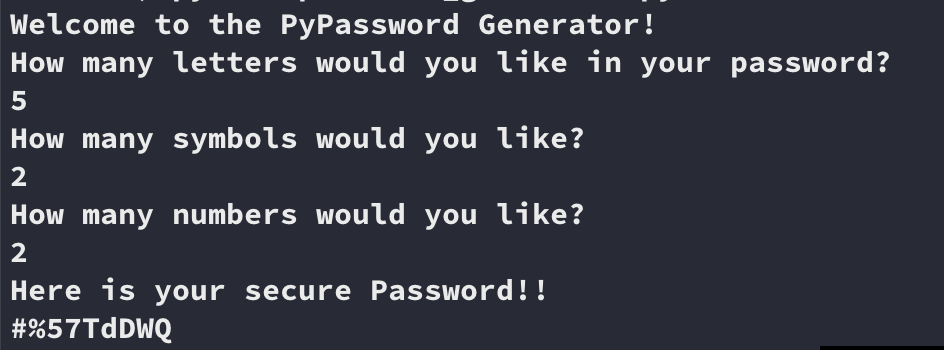 Welcome to the PyPassword Generator!
How many letters would you like in your password?
5
How many symbols would you like?
2
How many numbers would you like?
2
Here is your secure Password!!
#%57TdDWQ